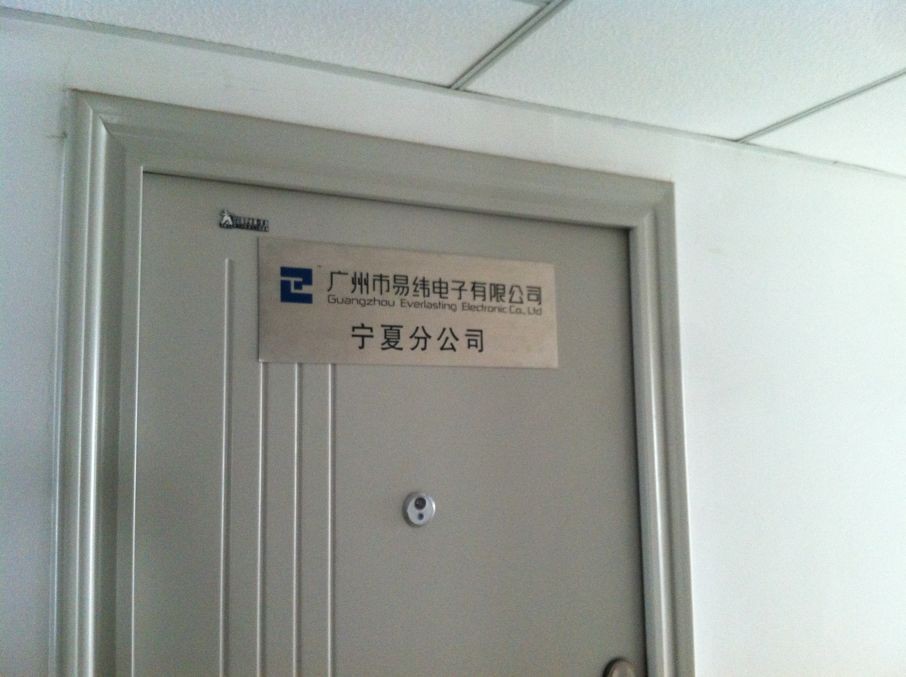 广州市易纬电子有限公司
Guangzhou Everlasting Electronic Co., Ltd
宁夏分公司